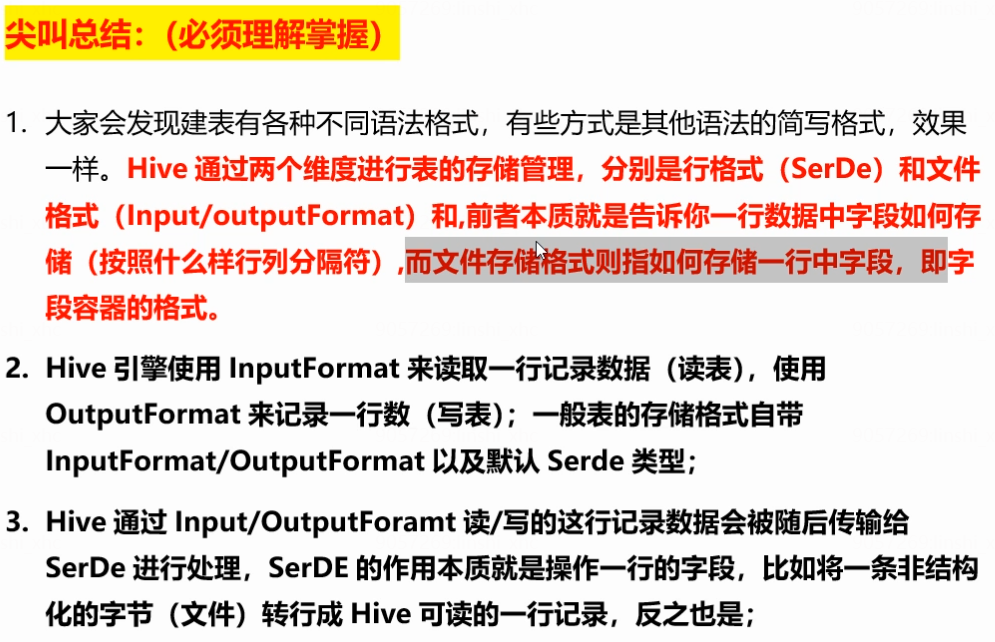 尖叫总结：（必须理解掌握）
1. 大家会发现建表有各种不同语法格式，有些方式是其他语法的简写格式，效果
一样。Hive 通过两个维度进行表的存储管理，分别是行格式（SerDe）和文件
格式（Input/outputFormat）和,前者本质就是告诉你一行数据中字段如何存
储（按照什么样行列分隔符）,而文件存储格式则指如何存储一行中字段，即字
段容器的格式。
2. Hive 引擎使用 InputFormat 来读取一行记录数据（读表），使用
OutputFormat 来记录一行数（写表）；一般表的存储格式自带
InputFormat/OutputFormat 以及默认 Serde 类型；
3. Hive 通过 Input/OutputForamt 读/写的这行记录数据会被随后传输给
SerDe 进行处理，SerDE 的作用本质就是操作一行的字段，比如将一条非结构
化的字节（文件）转行成 Hive 可读的一行记录，反之也是；